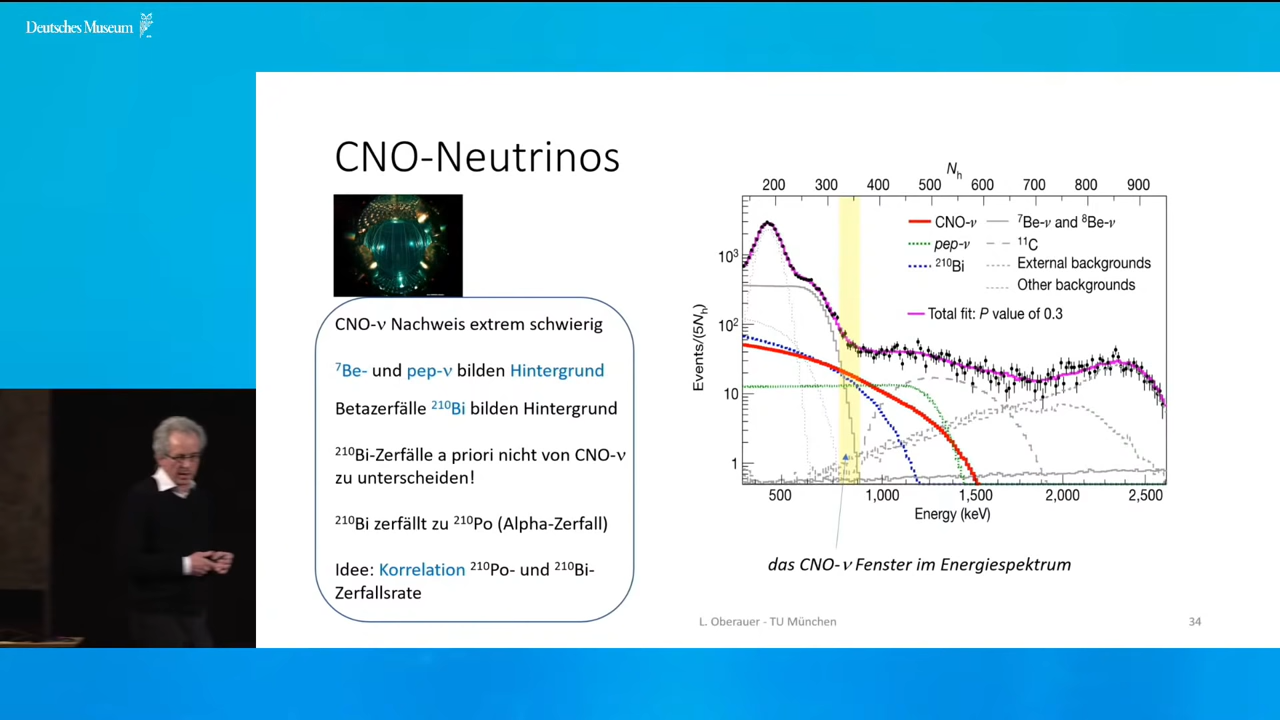 Deutsches Museum
CNO-Neutrinos
CNO-ν Nachweis extrem schwierig
⁷Be- und pep-ν bilden Hintergrund
Betazerfälle ²¹⁰Bi bilden Hintergrund
²¹⁰Bi-Zerfälle a priori nicht von CNO-ν
zu unterscheiden!
²¹⁰Bi zerfällt zu ²¹⁰Po (Alpha-Zerfall)
Idee: Korrelation ²¹⁰Po- und ²¹⁰Bi-
Zerfallsrate
Nₕ
200 300 400 500 600 700 800 900
CNO-ν
pep-ν
²¹⁰Bi
⁷Be-ν and ⁸Be-ν
¹¹C
External backgrounds
Other backgrounds
Total fit: P value of 0.3
Events/(5Nₕ)
10³
10²
10
1
500 1,000 1,500 2,000 2,500
Energy (keV)
das CNO-ν Fenster im Energiespektrum
L. Oberauer - TU München
34